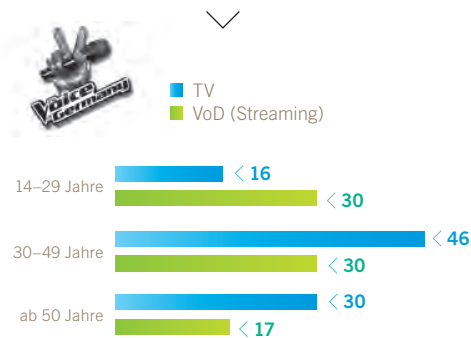 Voice
Germany
TV
VoD (Streaming)
14–29 Jahre
16
30
30–49 Jahre
46
30
ab 50 Jahre
30
17